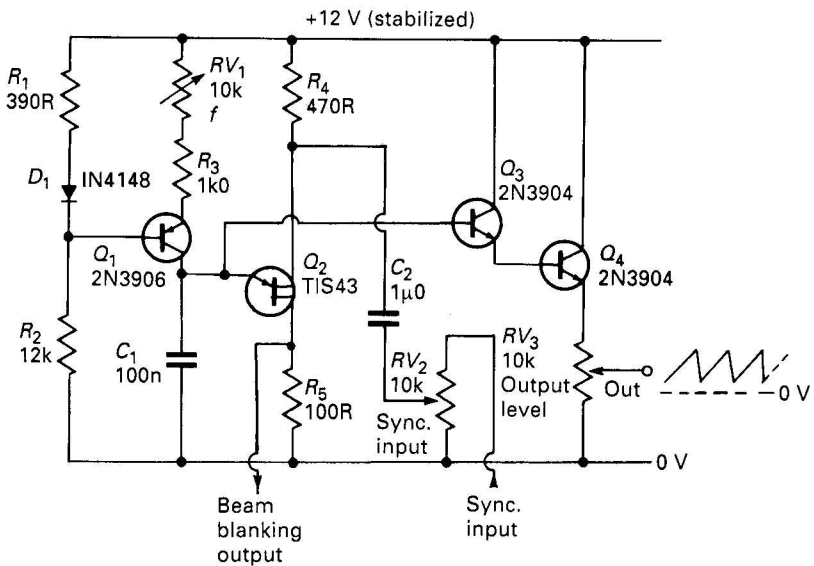 +12 V (stabilized)
R1
390R
RV1
10k
f
R4
470R
D1
IN4148
R3
1k0
Q3
2N3904
Q1
2N3906
Q2
TIS43
C2
1µ0
Q4
2N3904
R2
12k
C1
100n
RV2
10k
Sync.
input
RV3
10k
Output
level
Out
0 V
R5
100R
0 V
Beam
blanking
output
Sync.
input